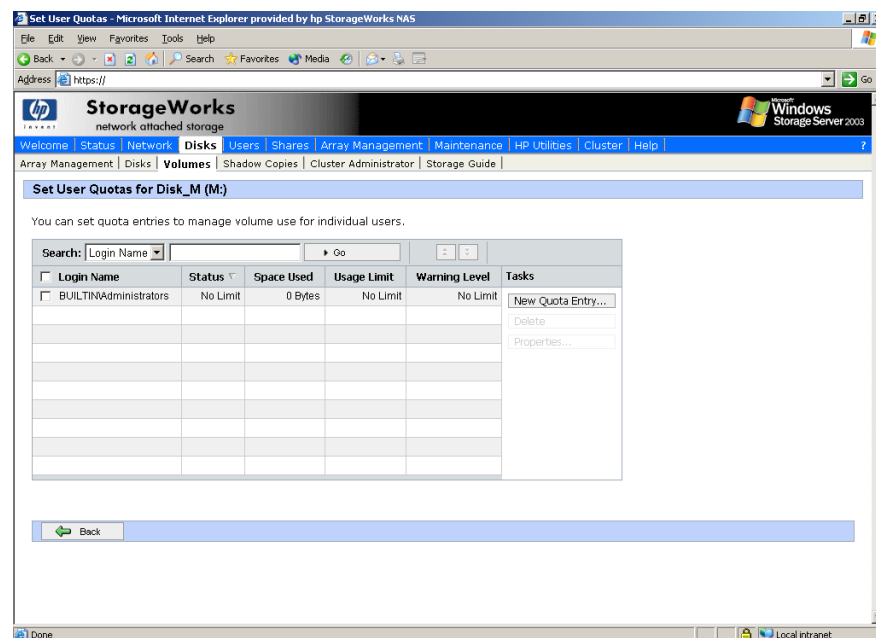 Set User Quotas - Microsoft Internet Explorer provided by hp StorageWorks NAS
File Edit View Favorites Tools Help
Back Search Favorites Media
Address https:// Go
hp
invent
StorageWorks
network attached storage
Microsoft
Windows
Storage Server 2003
Welcome Status Network Disks Users Shares Array Management Maintenance HP Utilities Cluster Help ?
Array Management Disks Volumes Shadow Copies Cluster Administrator Storage Guide
Set User Quotas for Disk_M (M:)
You can set quota entries to manage volume use for individual users.
Search: Login Name Go
Login Name Status Space Used Usage Limit Warning Level Tasks
BUILTIN\Administrators No Limit 0 Bytes No Limit No Limit New Quota Entry...
Delete
Properties...
Back
Done Local intranet